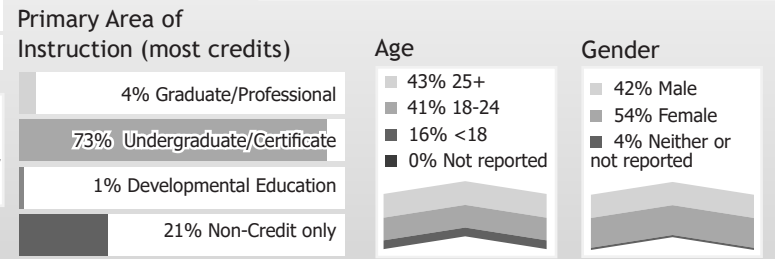 Primary Area of
Instruction (most credits)
4% Graduate/Professional
73% Undergraduate/Certificate
1% Developmental Education
21% Non-Credit only
Age
43% 25+
41% 18-24
16% <18
0% Not reported
Gender
42% Male
54% Female
4% Neither or
not reported